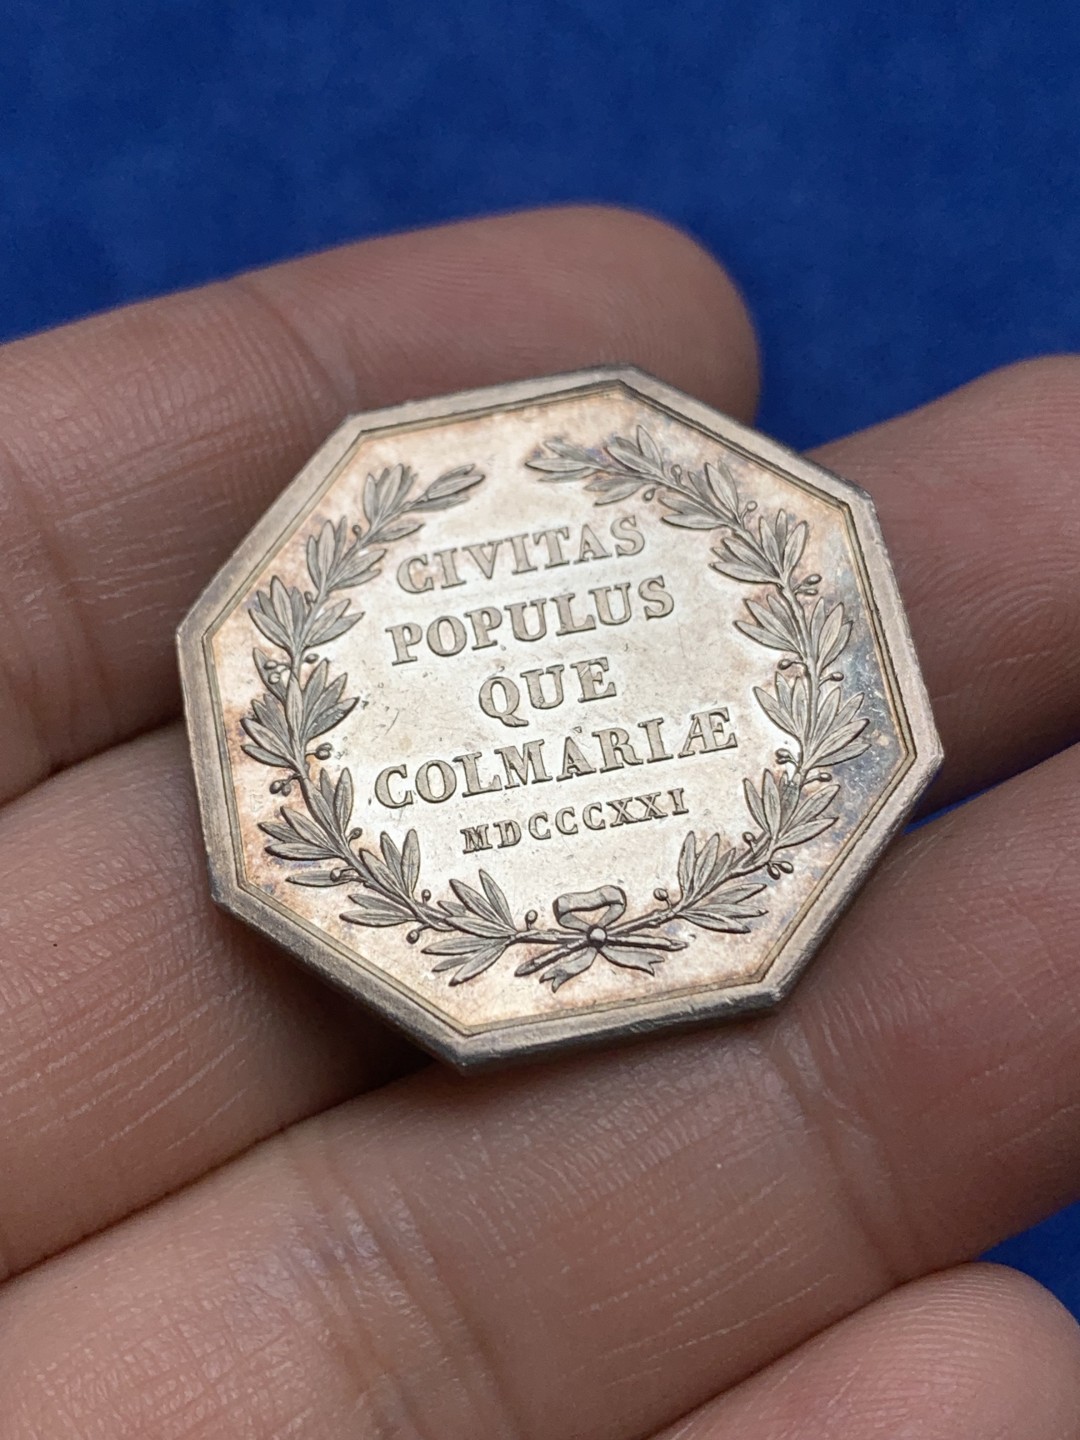 CIVITAS
POPULUS
QUE
COLMARIÆ
MDCCCXXI